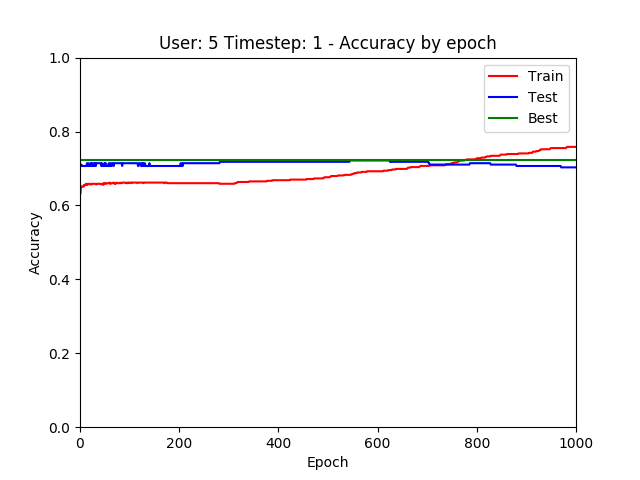 User: 5 Timestep: 1 - Accuracy by epoch
1.0
0.8
0.6
0.4
0.2
0.0
Accuracy
Train
Test
Best
0 200 400 600 800 1000
Epoch